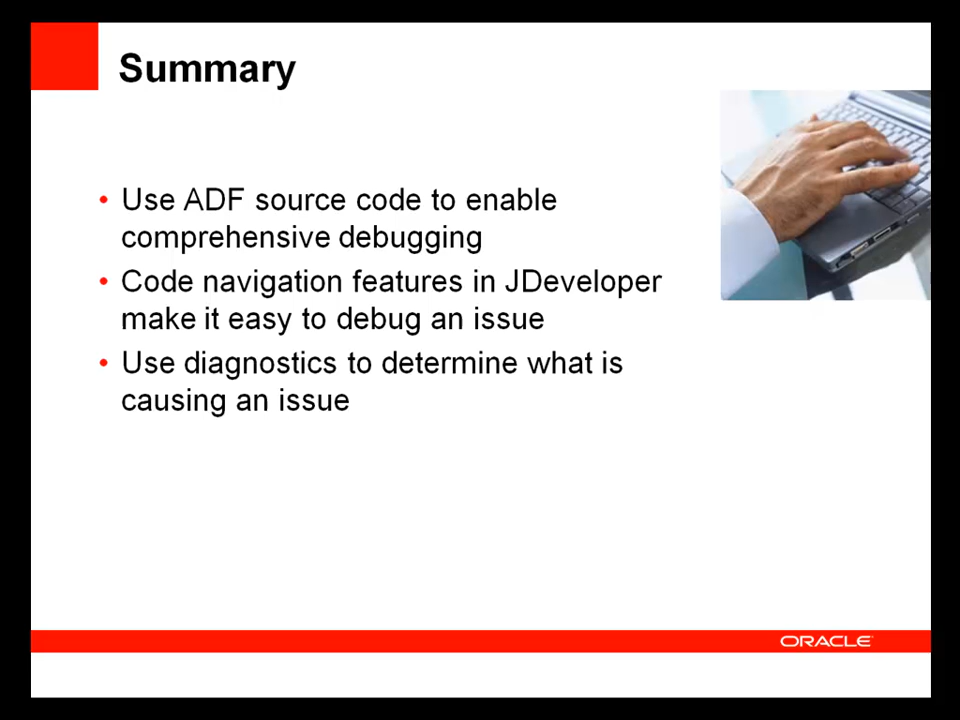 Summary
• Use ADF source code to enable
comprehensive debugging
• Code navigation features in JDeveloper
make it easy to debug an issue
• Use diagnostics to determine what is
causing an issue
ORACLE